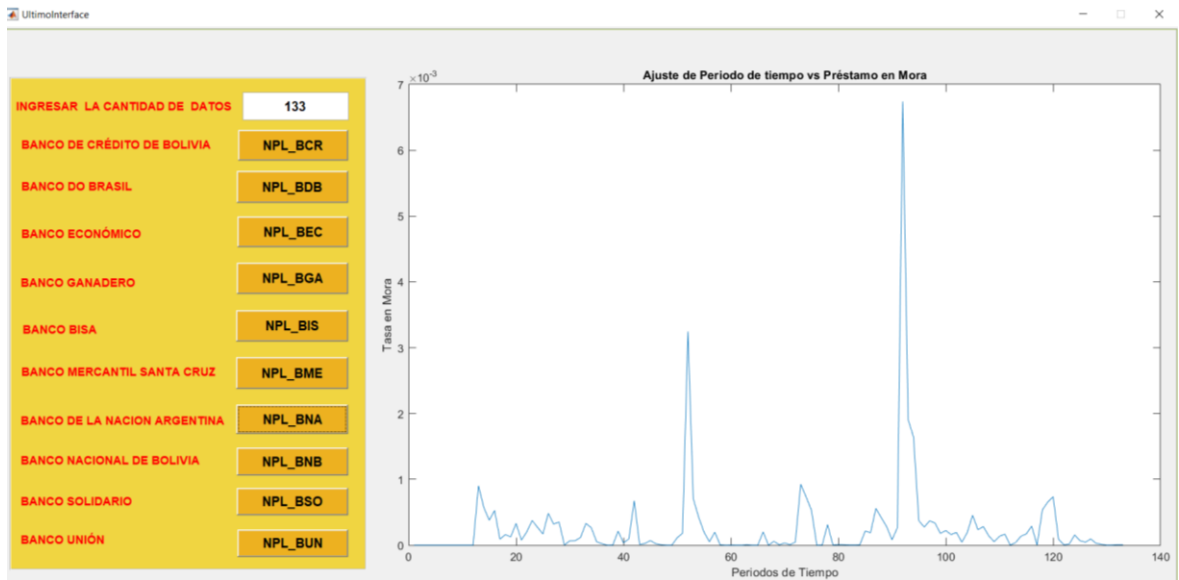 UltimoInterface
INGRESAR LA CANTIDAD DE DATOS 133
BANCO DE CRÉDITO DE BOLIVIA NPL_BCR
BANCO DO BRASIL NPL_BDB
BANCO ECONÓMICO NPL_BEC
BANCO GANADERO NPL_BGA
BANCO BISA NPL_BIS
BANCO MERCANTIL SANTA CRUZ NPL_BME
BANCO DE LA NACION ARGENTINA NPL_BNA
BANCO NACIONAL DE BOLIVIA NPL_BNB
BANCO SOLIDARIO NPL_BSO
BANCO UNIÓN NPL_BUN
Ajuste de Periodo de tiempo vs Préstamo en Mora
×10-3
7
6
5
4
3
2
1
0
Tasa en Mora
0 20 40 60 80 100 120 140
Periodos de Tiempo